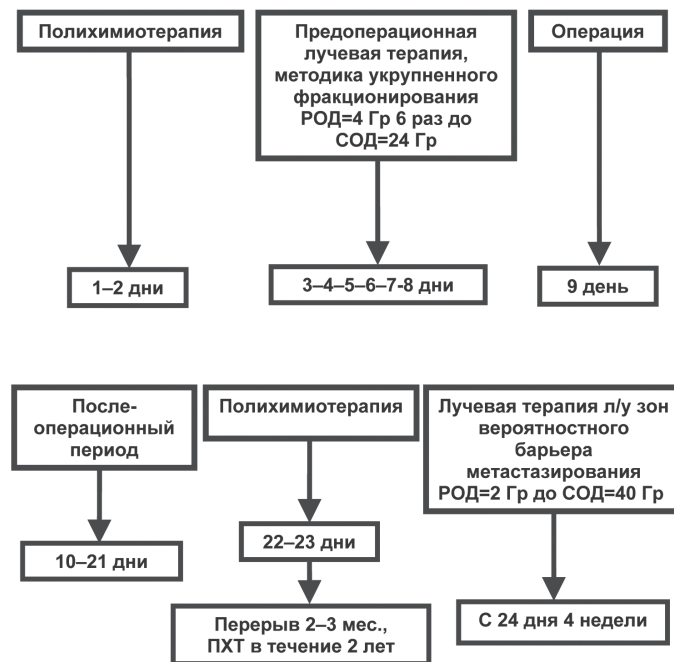 Полихимиотерапия
Предоперационная
лучевая терапия,
методика укрупненного
фракционирования
РОД=4 Гр 6 раз до
СОД=24 Гр
Операция
1–2 дни
3–4–5–6–7-8 дни
9 день
После-
операционный
период
Полихимиотерапия
Лучевая терапия л/у зон
вероятностного
барьера
метастазирования
РОД=2 Гр до СОД=40 Гр
10–21 дни
22–23 дни
Перерыв 2–3 мес.,
ПХТ в течение 2 лет
С 24 дня 4 недели